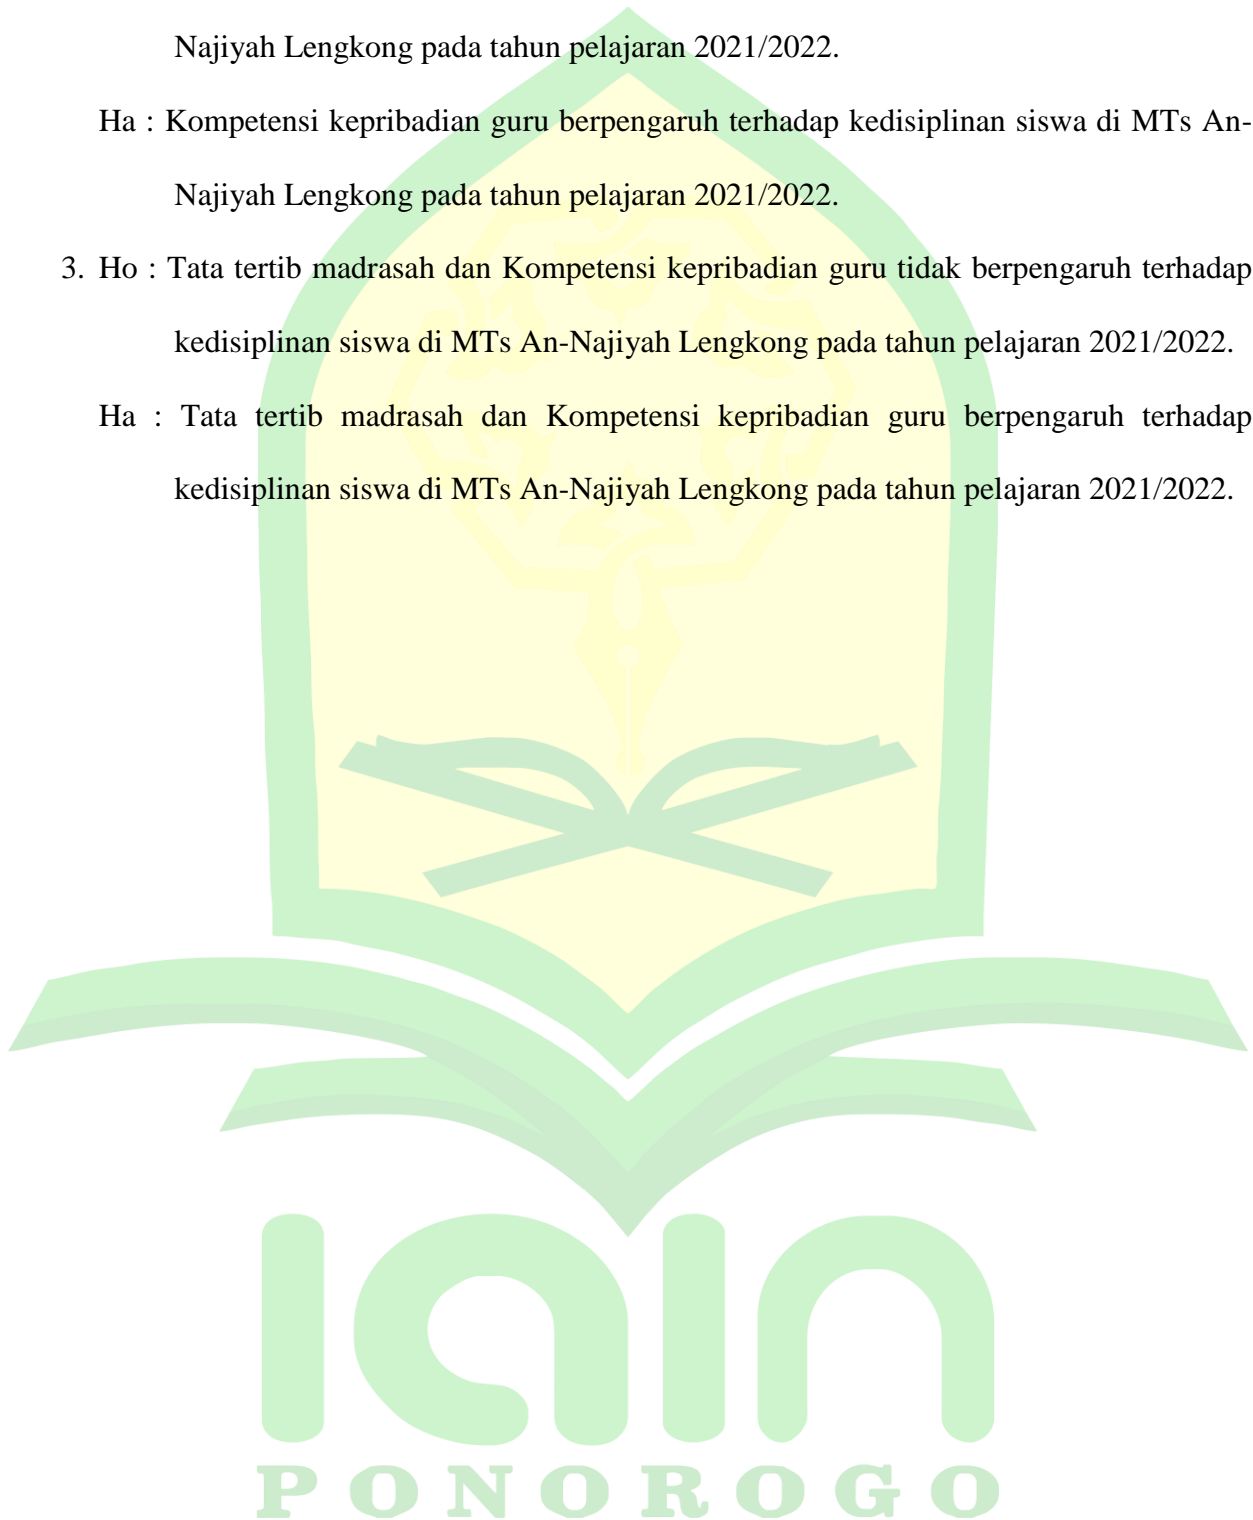 Najiyah Lengkong pada tahun pelajaran 2021/2022.
Ha : Kompetensi kepribadian guru berpengaruh terhadap kedisiplinan siswa di MTs An-
Najiyah Lengkong pada tahun pelajaran 2021/2022.
3. Ho : Tata tertib madrasah dan Kompetensi kepribadian guru tidak berpengaruh terhadap
kedisiplinan siswa di MTs An-Najiyah Lengkong pada tahun pelajaran 2021/2022.
Ha : Tata tertib madrasah dan Kompetensi kepribadian guru berpengaruh terhadap
kedisiplinan siswa di MTs An-Najiyah Lengkong pada tahun pelajaran 2021/2022.
iain
PONOROGO